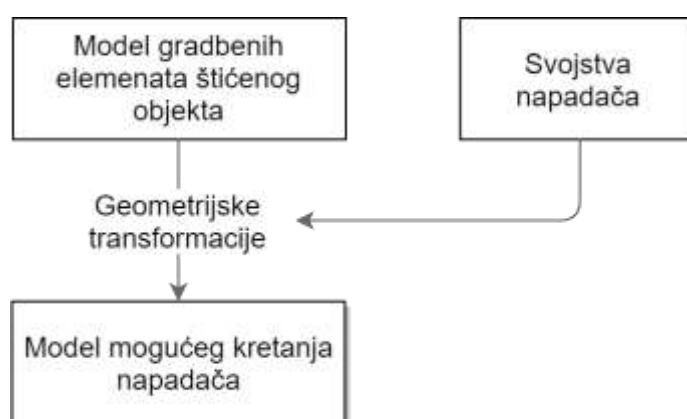 Model gradbenih
elemenata štićenog
objekta
Svojstva
napadača
Geometrijske
transformacije
Model mogućeg kretanja
napadača